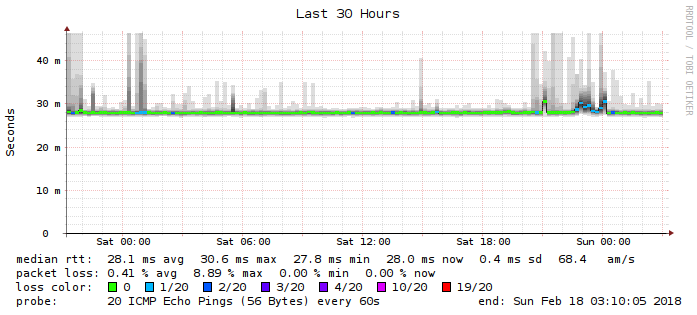 Last 30 Hours
RRDTOOL / TOBI OETIKER
Seconds
40 m
30 m
20 m
10 m
0
Sat 00:00 Sat 06:00 Sat 12:00 Sat 18:00 Sun 00:00
median rtt: 28.1 ms avg 30.6 ms max 27.8 ms min 28.0 ms now 0.4 ms sd 68.4 am/s
packet loss: 0.41 % avg 8.89 % max 0.00 % min 0.00 % now
loss color: 0 1/20 2/20 3/20 4/20 10/20 19/20
probe: 20 ICMP Echo Pings (56 Bytes) every 60s end: Sun Feb 18 03:10:05 2018